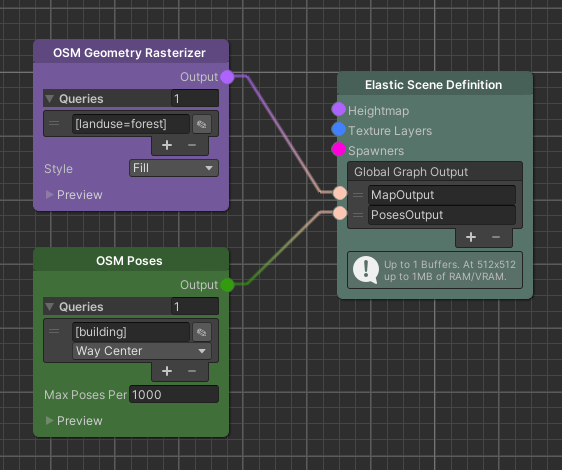 OSM Geometry Rasterizer
Output
Queries 1
[landuse=forest]
+ −
Style Fill
Preview
OSM Poses
Output
Queries 1
[building]
Way Center
+ −
Max Poses Per 1000
Preview
Elastic Scene Definition
Heightmap
Texture Layers
Spawners
Global Graph Output
MapOutput
PosesOutput
+ −
Up to 1 Buffers. At 512x512
up to 1MB of RAM/VRAM.